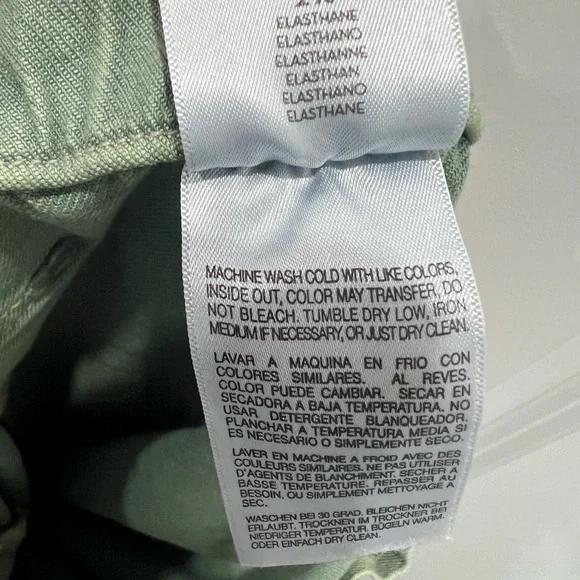 2%
ELASTHANE
ELASTHANO
ELASTHANNE
ELASTHAN
ELASTHANO
ELASTHANE
MACHINE WASH COLD WITH LIKE COLORS,
INSIDE OUT, COLOR MAY TRANSFER. DO
NOT BLEACH. TUMBLE DRY LOW, IRON
MEDIUM IF NECESSARY, OR JUST DRY CLEAN.
LAVAR A MAQUINA EN FRIO CON
COLORES SIMILARES. AL REVES.
COLOR PUEDE CAMBIAR. SECAR EN
SECADORA A BAJA TEMPERATURA. NO
USAR DETERGENTE BLANQUEADOR.
PLANCHAR A TEMPERATURA MEDIA SI
ES NECESARIO O SIMPLEMENTE SECO.
LAVER EN MACHINE A FROID AVEC DES
COULEURS SIMILAIRES. NE PAS UTILISER
D'AGENTS DE BLANCHIMENT. SECHER A
BASSE TEMPERATURE. REPASSER AU
BESOIN, OU SIMPLEMENT METTOYAGE A
SEC.
WASCHEN BEI 30 GRAD. BLEICHEN NICHT
ERLAUBT. TROCKNEN IM TROCKNER, BEI
NIEDRIGER TEMPERATUR. BÜGELN WARM.
ODER EINFACH DRY CLEAN.